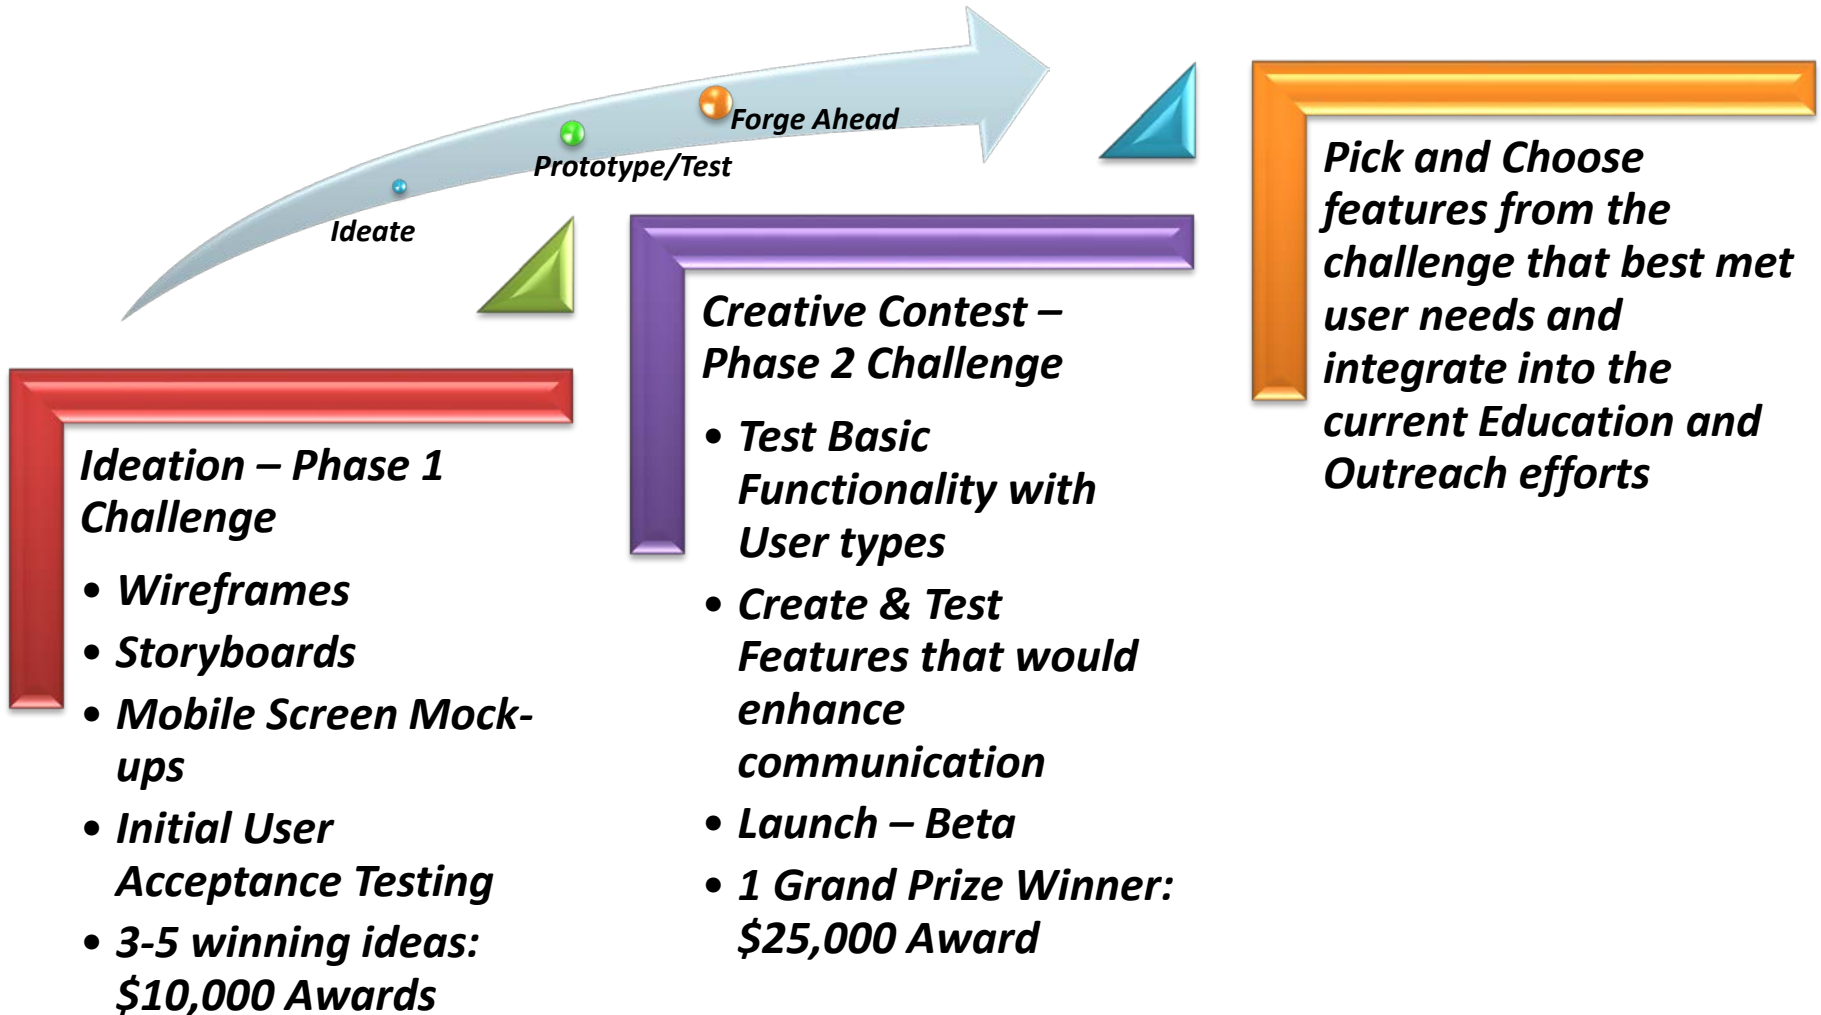 Forge Ahead
Prototype/Test
Ideate
Ideation – Phase 1
Challenge
• Wireframes
• Storyboards
• Mobile Screen Mock-
ups
• Initial User
Acceptance Testing
• 3-5 winning ideas:
$10,000 Awards
Creative Contest –
Phase 2 Challenge
• Test Basic
Functionality with
User types
• Create & Test
Features that would
enhance
communication
• Launch – Beta
• 1 Grand Prize Winner:
$25,000 Award
Pick and Choose
features from the
challenge that best met
user needs and
integrate into the
current Education and
Outreach efforts